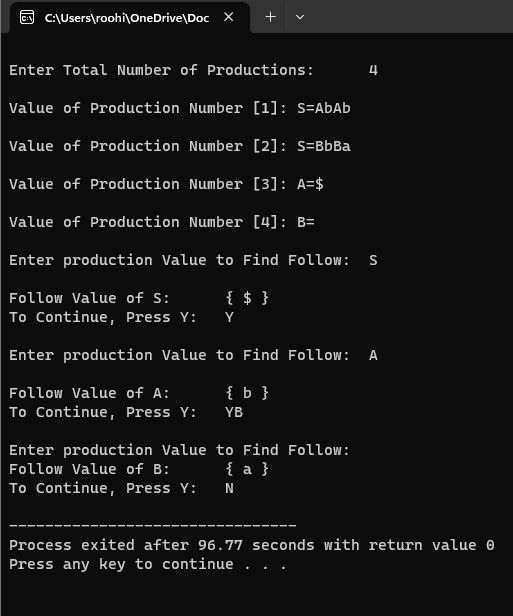 C:\Users\roohi\OneDrive\Doc
Enter Total Number of Productions: 4
Value of Production Number [1]: S=AbAb
Value of Production Number [2]: S=BbBa
Value of Production Number [3]: A=$
Value of Production Number [4]: B=
Enter production Value to Find Follow: S
Follow Value of S: { $ }
To Continue, Press Y: Y
Enter production Value to Find Follow: A
Follow Value of A: { b }
To Continue, Press Y: YB
Enter production Value to Find Follow:
Follow Value of B: { a }
To Continue, Press Y: N
--------------------------------
Process exited after 96.77 seconds with return value 0
Press any key to continue . . .